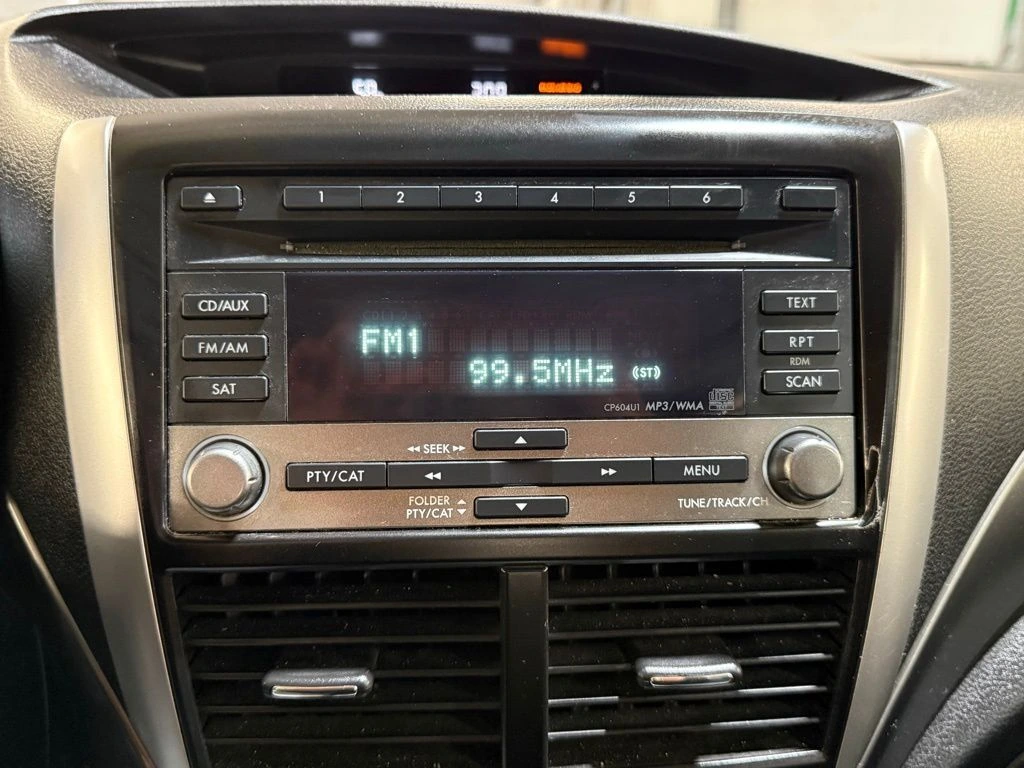 1 2 3 4 5 6
CD/AUX
TEXT
FM/AM
RPT
RDM
SAT
SCAN
FM1
99.5MHz (ST)
CP604U1 MP3/WMA
SEEK
PTY/CAT
MENU
FOLDER
PTY/CAT
TUNE/TRACK/CH